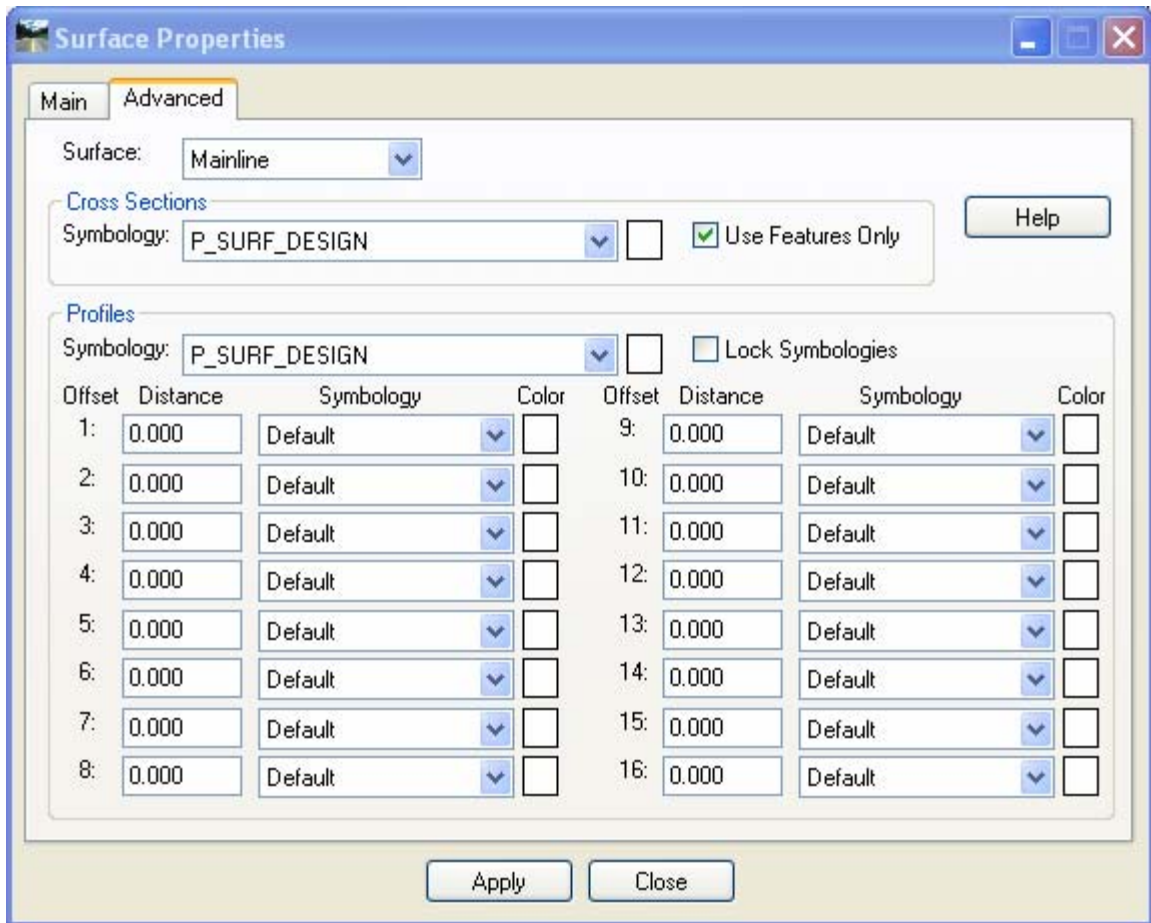 Surface Properties
Main Advanced
Surface: Mainline
Cross Sections
Symbology: P_SURF_DESIGN Use Features Only
Help
Profiles
Symbology: P_SURF_DESIGN Lock Symbologies
Offset Distance Symbology Color Offset Distance Symbology Color
1: 0.000 Default 9: 0.000 Default
2: 0.000 Default 10: 0.000 Default
3: 0.000 Default 11: 0.000 Default
4: 0.000 Default 12: 0.000 Default
5: 0.000 Default 13: 0.000 Default
6: 0.000 Default 14: 0.000 Default
7: 0.000 Default 15: 0.000 Default
8: 0.000 Default 16: 0.000 Default
Apply Close